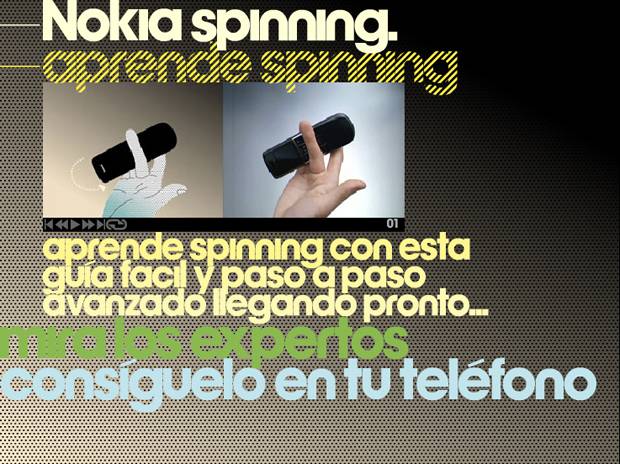 Nokia spinning.
aprende spinning
01
aprende spinning con esta
guía facil y paso a paso
avanzado llegando pronto...
mira los expertos
consíguelo en tu teléfono